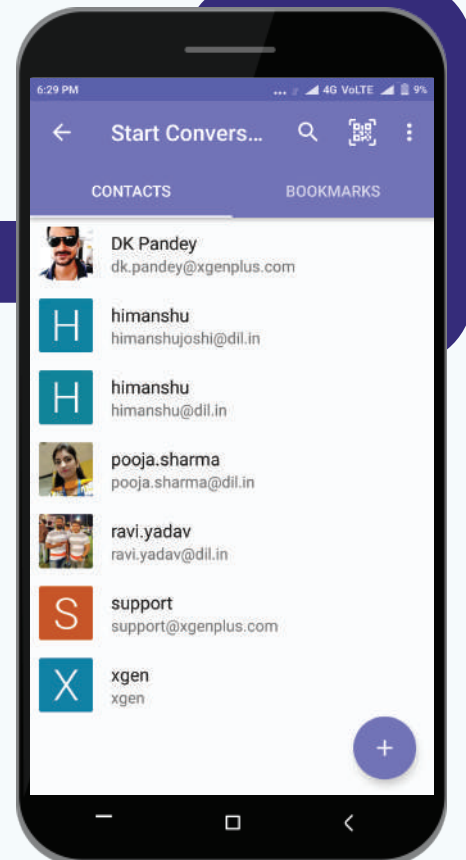 6:29 PM ... 4G VoLTE 9%
Start Convers...
CONTACTS BOOKMARKS
DK Pandey
dk.pandey@xgenplus.com
H
himanshu
himanshujoshi@dil.in
H
himanshu
himanshu@dil.in
pooja.sharma
pooja.sharma@dil.in
ravi.yadav
ravi.yadav@dil.in
S
support
support@xgenplus.com
X
xgen
xgen
+